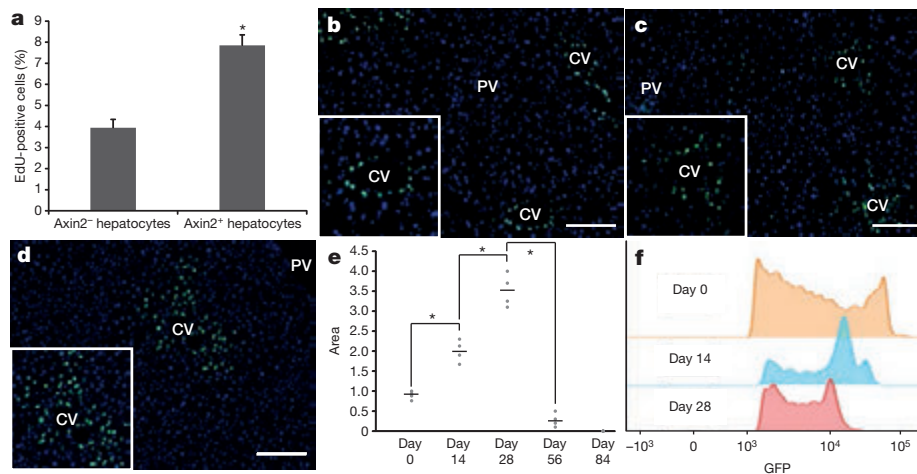 a
9
8
7
6
5
4
3
2
1
0
EdU-positive cells (%)
*
Axin2⁻ hepatocytes
Axin2⁺ hepatocytes
b
CV
PV
CV
CV
c
CV
PV
CV
CV
d
PV
CV
CV
e
4.5
4.0
3.5
3.0
2.5
2.0
1.5
1.0
0.5
0
Area
*
*
*
Day 0
Day 14
Day 28
Day 56
Day 84
f
Day 0
Day 14
Day 28
−10³
0
10³
10⁴
10⁵
GFP